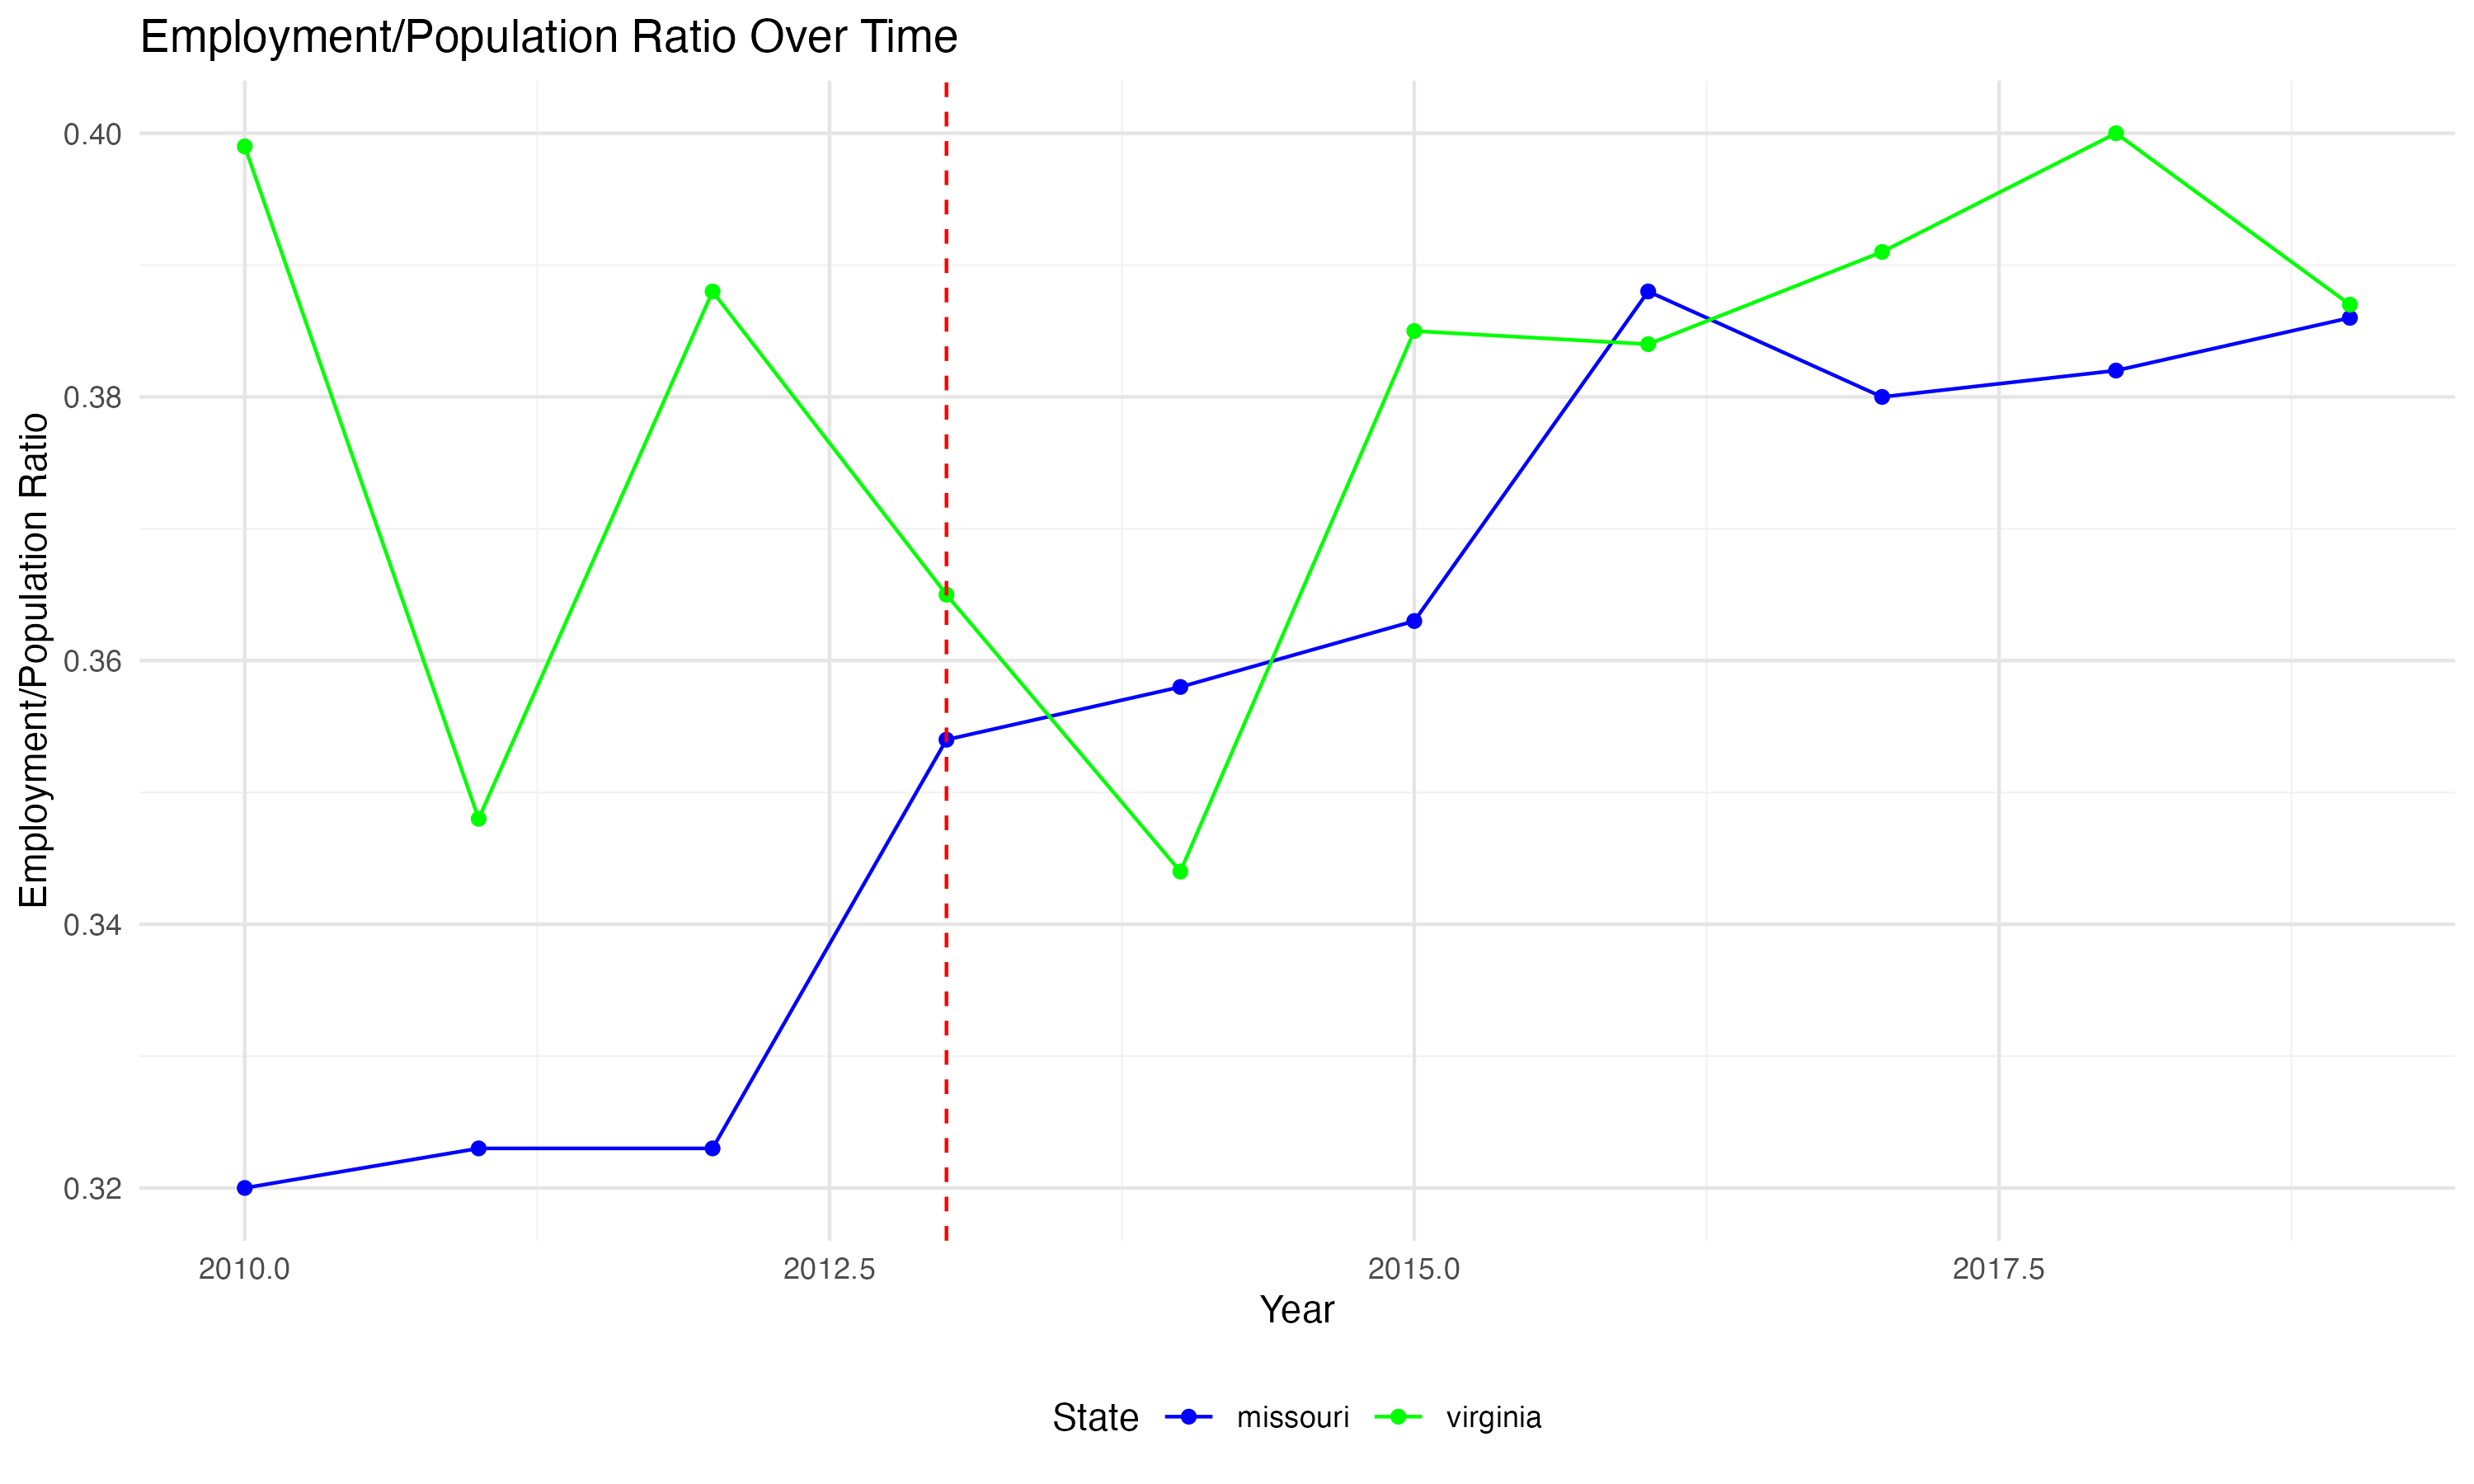 Employment/Population Ratio Over Time
Employment/Population Ratio
0.40
0.38
0.36
0.34
0.32
2010.0 2012.5 2015.0 2017.5
Year
State missouri virginia